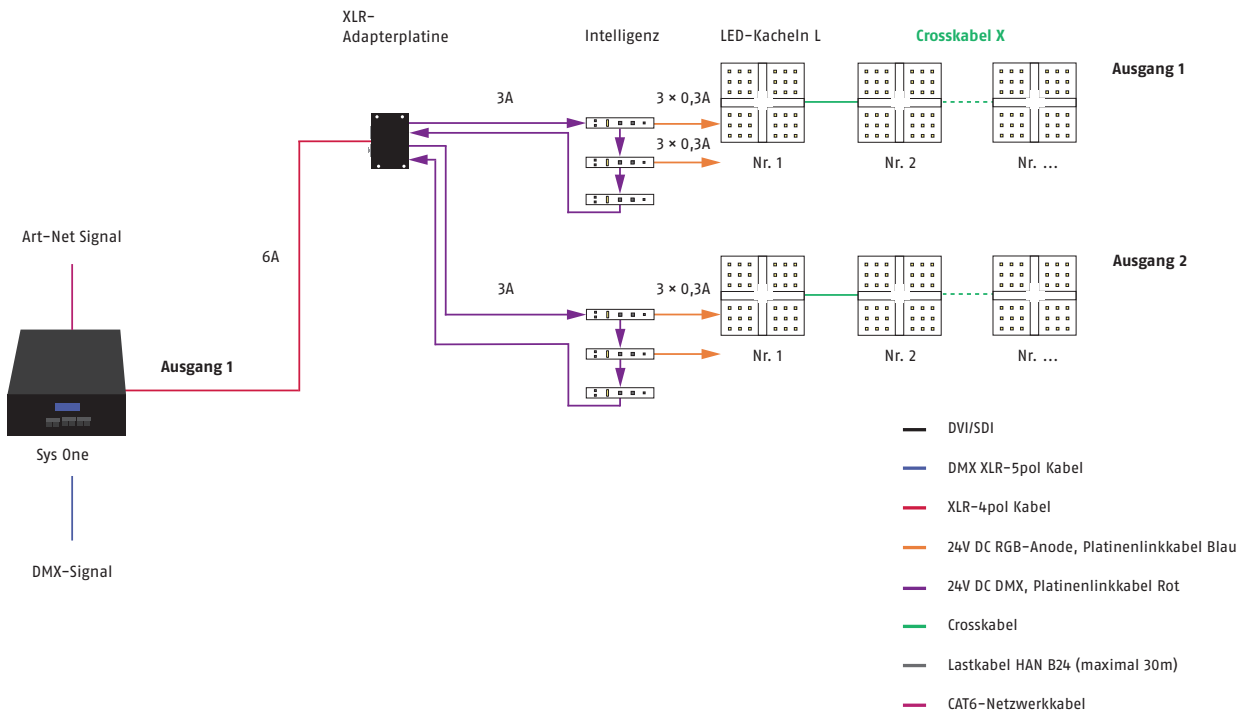 XLR-
Adapterplatine
Intelligenz
LED-Kacheln L
Crosskabel X
Ausgang 1
3A
3 × 0,3A
3 × 0,3A
Nr. 1
Nr. 2
Nr. ...
Art-Net Signal
6A
Ausgang 2
3A
3 × 0,3A
Nr. 1
Nr. 2
Nr. ...
Ausgang 1
Sys One
DMX-Signal
DVI/SDI
DMX XLR-5pol Kabel
XLR-4pol Kabel
24V DC RGB-Anode, Platinenlinkkabel Blau
24V DC DMX, Platinenlinkkabel Rot
Crosskabel
Lastkabel HAN B24 (maximal 30m)
CAT6-Netzwerkkabel